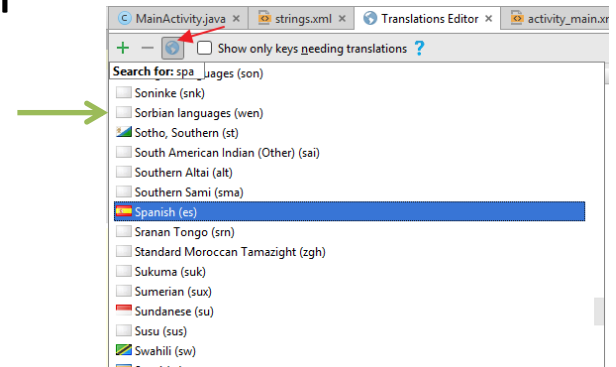 MainActivity.java × strings.xml × Translations Editor × activity_main.xm
+ − Show only keys needing translations ?
Search for: spa uages (son)
Soninke (snk)
Sorbian languages (wen)
Sotho, Southern (st)
South American Indian (Other) (sai)
Southern Altai (alt)
Southern Sami (sma)
Spanish (es)
Sranan Tongo (srn)
Standard Moroccan Tamazight (zgh)
Sukuma (suk)
Sumerian (sux)
Sundanese (su)
Susu (sus)
Swahili (sw)